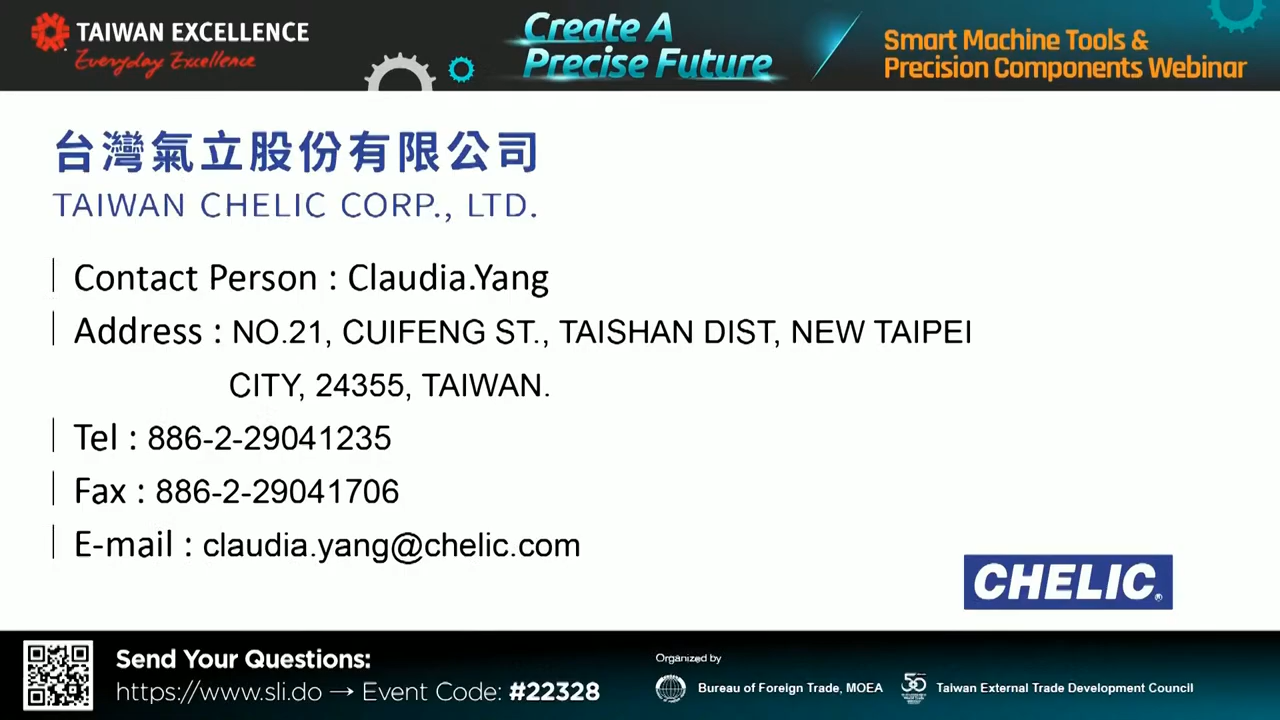 TAIWAN EXCELLENCE
Everyday Excellence
Create A
Precise Future
Smart Machine Tools &
Precision Components Webinar
台灣氣立股份有限公司
TAIWAN CHELIC CORP., LTD.
Contact Person : Claudia.Yang
Address : NO.21, CUIFENG ST., TAISHAN DIST, NEW TAIPEI
CITY, 24355, TAIWAN.
Tel : 886-2-29041235
Fax : 886-2-29041706
E-mail : claudia.yang@chelic.com
CHELIC®
Send Your Questions:
https://www.sli.do → Event Code: #22328
Organized by
Bureau of Foreign Trade, MOEA
50
Taiwan External Trade Development Council